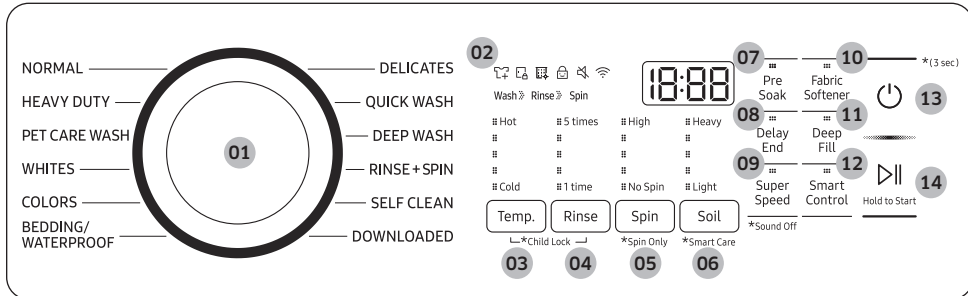 NORMAL
HEAVY DUTY
PET CARE WASH
WHITES
COLORS
BEDDING/
WATERPROOF
01
DELICATES
QUICK WASH
DEEP WASH
RINSE+SPIN
SELF CLEAN
DOWNLOADED
02
Wash Rinse Spin
18:88
Hot 5 times High Heavy
Cold 1 time No Spin Light
Temp. Rinse Spin Soil
*Child Lock *Spin Only *Smart Care
03 04 05 06
07 10
Pre Fabric
Soak Softener
08 11
Delay Deep
End Fill
09 12
Super Smart
Speed Control
*Sound Off
*(3 sec)
13
14
Hold to Start